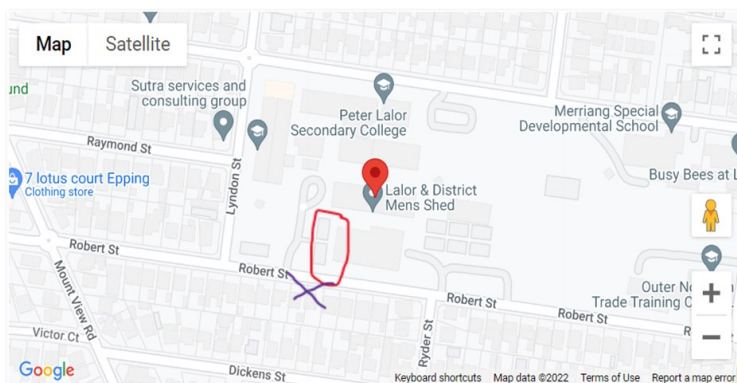 Map
Satellite
und
Sutra services and
consulting group
Peter Lalor
Secondary College
Merriang Special
Developmental School
Raymond St
7 lotus court Epping
Clothing store
Lyndon St
Lalor & District
Mens Shed
Busy Bees at L
Robert St
Robert St
Mount View Rd
Outer No
Trade Training C
Robert St
Robert St
R
Victor Ct
Ryder St
Dickens St
Google
Keyboard shortcuts
Map data ©2022
Terms of Use
Report a map error